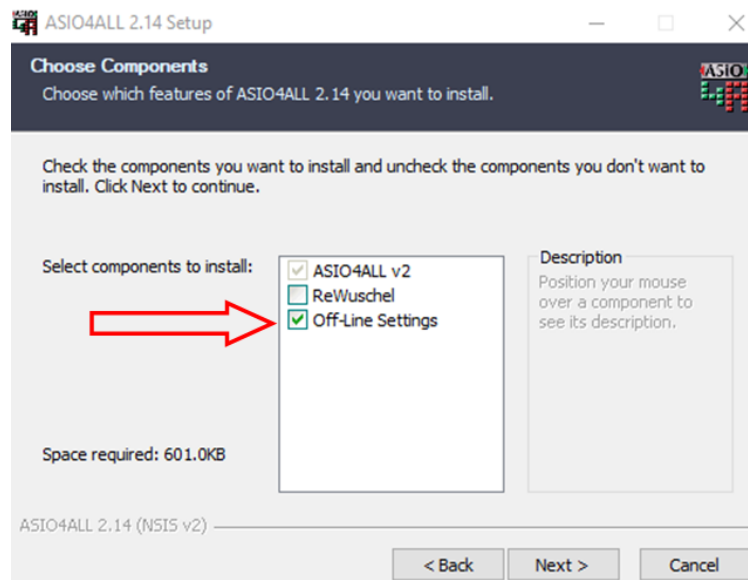 ASIO4ALL 2.14 Setup
Choose Components
Choose which features of ASIO4ALL 2.14 you want to install.
ASIO
Check the components you want to install and uncheck the components you don't want to
install. Click Next to continue.
Select components to install:
ASIO4ALL v2
ReWuschel
Off-Line Settings
Description
Position your mouse
over a component to
see its description.
Space required: 601.0KB
ASIO4ALL 2.14 (NSIS v2)
< Back
Next >
Cancel